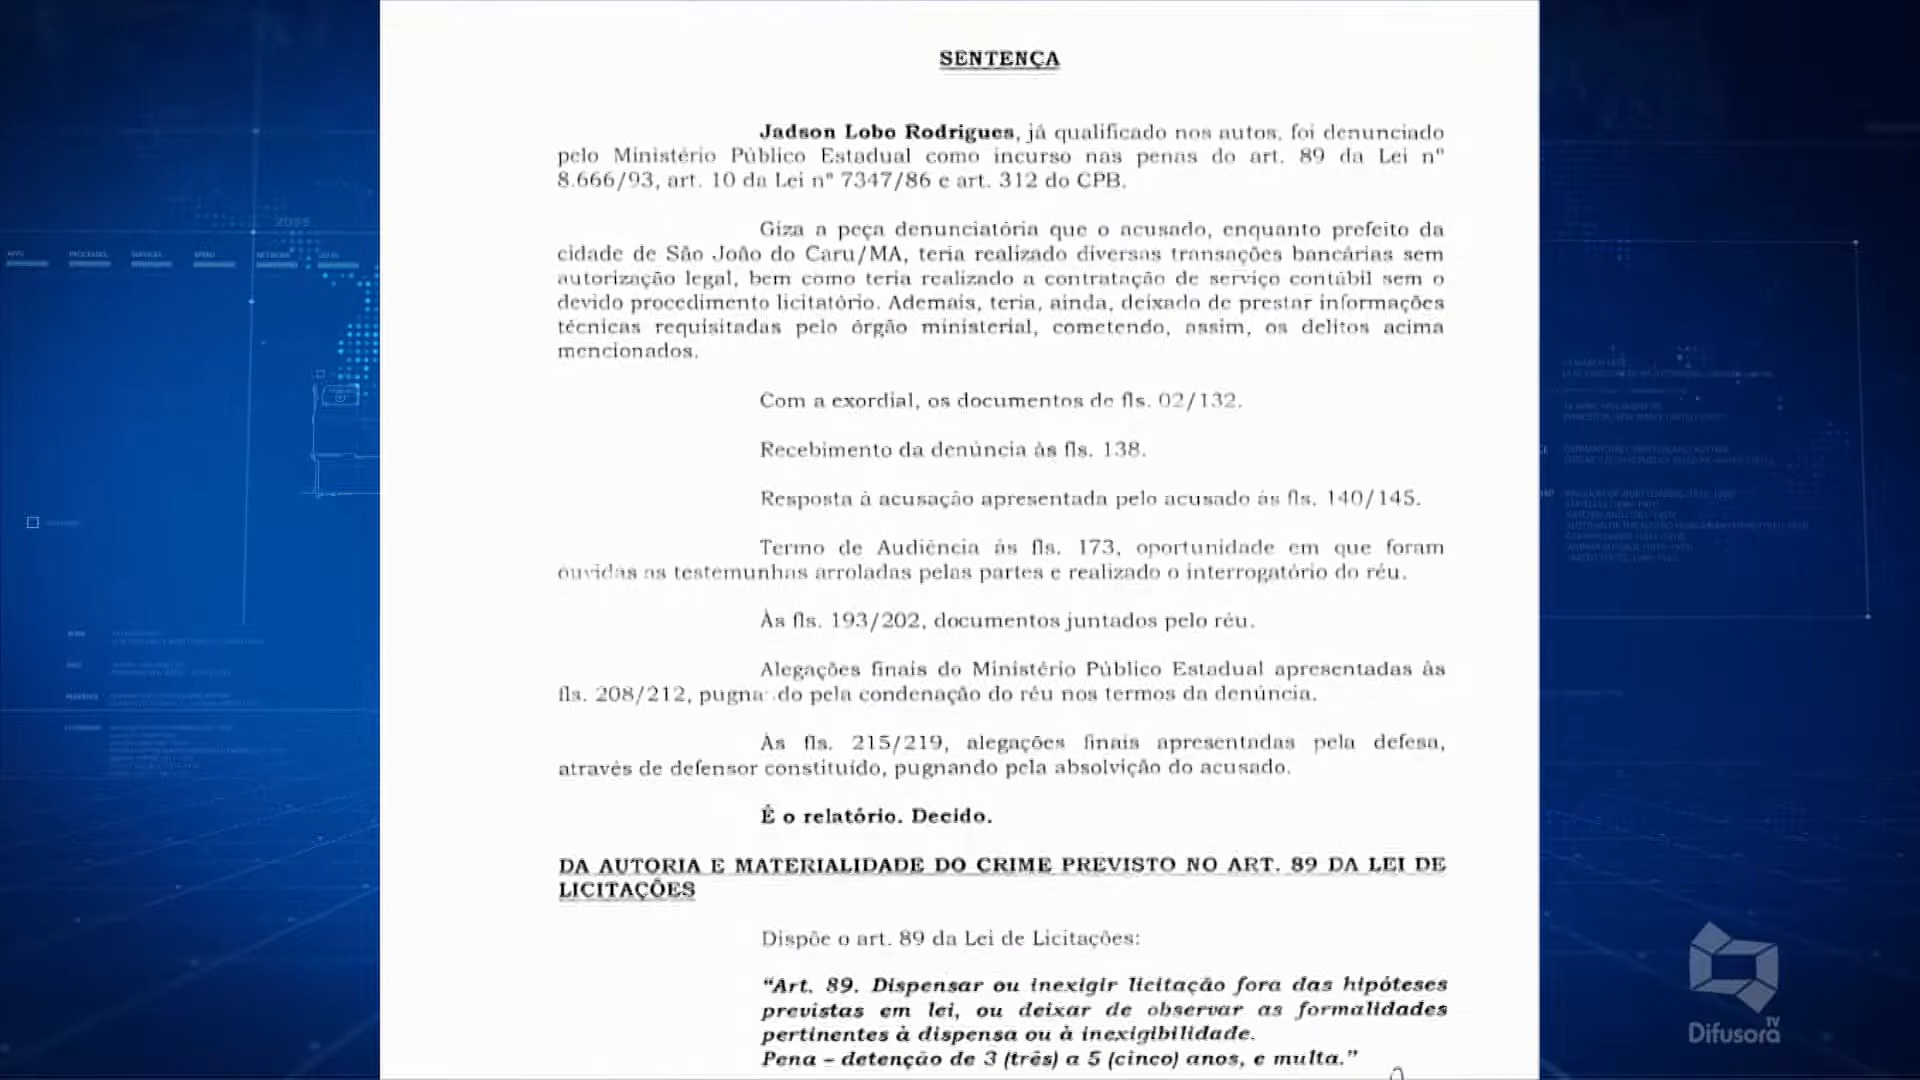 SENTENÇA
Jadson Lobo Rodrigues, já qualificado nos autos, foi denunciado
pelo Ministério Público Estadual como incurso nas penas do art. 89 da Lei nº
8.666/93, art. 10 da Lei nº 7347/86 e art. 312 do CPB.
Giza a peça denunciatória que o acusado, enquanto prefeito da
cidade de São João do Caru/MA, teria realizado diversas transações bancárias sem
autorização legal, bem como teria realizado a contratação de serviço contábil sem o
devido procedimento licitatório. Ademais, teria, ainda, deixado de prestar informações
técnicas requisitadas pelo órgão ministerial, cometendo, assim, os delitos acima
mencionados.
Com a exordial, os documentos de fls. 02/132.
Recebimento da denúncia às fls. 138.
Resposta à acusação apresentada pelo acusado às fls. 140/145.
Termo de Audiência às fls. 173, oportunidade em que foram
ouvidas as testemunhas arroladas pelas partes e realizado o interrogatório do réu.
Às fls. 193/202, documentos juntados pelo réu.
Alegações finais do Ministério Público Estadual apresentadas às
fls. 208/212, pugna do pela condenação do réu nos termos da denúncia.
Às fls. 215/219, alegações finais apresentadas pela defesa,
através de defensor constituído, pugnando pela absolvição do acusado.
É o relatório. Decido.
DA AUTORIA E MATERIALIDADE DO CRIME PREVISTO NO ART. 89 DA LEI DE
LICITAÇÕES
Dispõe o art. 89 da Lei de Licitações:
"Art. 89. Dispensar ou inexigir licitação fora das hipóteses
previstas em lei, ou deixar de observar as formalidades
pertinentes à dispensa ou à inexigibilidade.
Pena – detenção de 3 (três) a 5 (cinco) anos, e multa."
TV
Difusora
2098
APPS
NETWORK